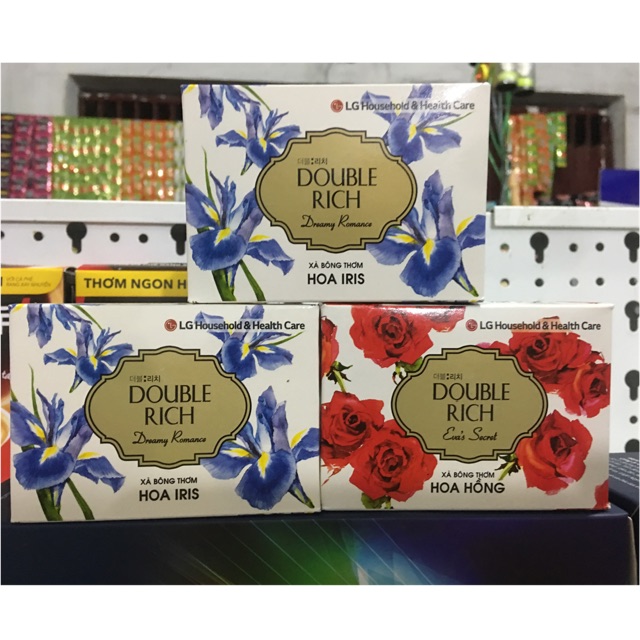 LG Household & Health Care
더블:리치
DOUBLE
RICH
Dreamy Romance
XÀ BÔNG THƠM
HOA IRIS
THƠM NGON H
LG Household & Health Care
더블:리치
DOUBLE
RICH
Dreamy Romance
XÀ BÔNG THƠM
HOA IRIS
LG Household & Health Care
더블:리치
DOUBLE
RICH
Eva's Secret
XÀ BÔNG THƠM
HOA HỒNG